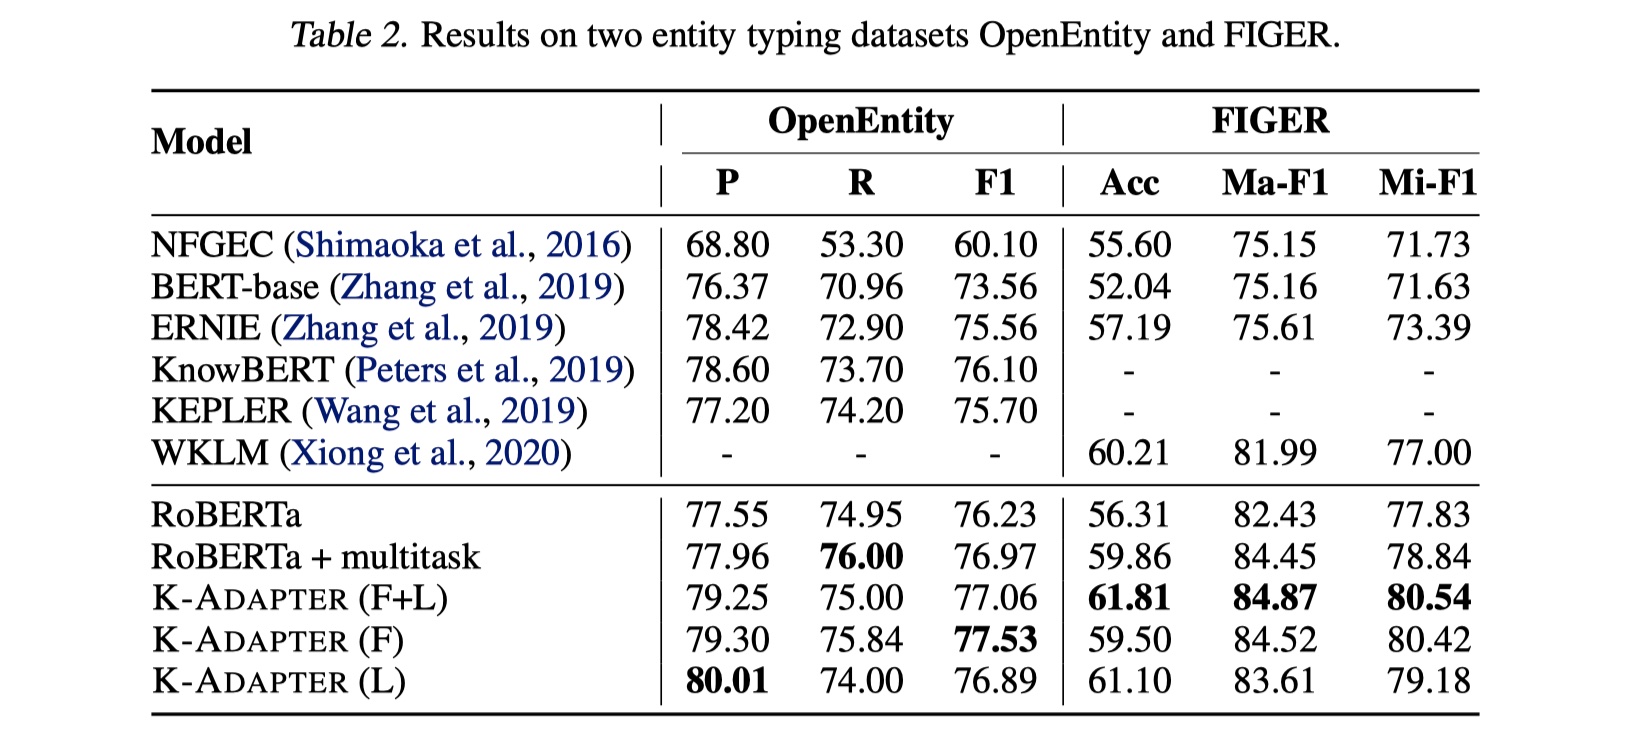 Table 2. Results on two entity typing datasets OpenEntity and FIGER.
Model OpenEntity FIGER
P R F1 Acc Ma-F1 Mi-F1
NFGEC (Shimaoka et al., 2016) 68.80 53.30 60.10 55.60 75.15 71.73
BERT-base (Zhang et al., 2019) 76.37 70.96 73.56 52.04 75.16 71.63
ERNIE (Zhang et al., 2019) 78.42 72.90 75.56 57.19 75.61 73.39
KnowBERT (Peters et al., 2019) 78.60 73.70 76.10 - - -
KEPLER (Wang et al., 2019) 77.20 74.20 75.70 - - -
WKLM (Xiong et al., 2020) - - - 60.21 81.99 77.00
RoBERTa 77.55 74.95 76.23 56.31 82.43 77.83
RoBERTa + multitask 77.96 76.00 76.97 59.86 84.45 78.84
K-ADAPTER (F+L) 79.25 75.00 77.06 61.81 84.87 80.54
K-ADAPTER (F) 79.30 75.84 77.53 59.50 84.52 80.42
K-ADAPTER (L) 80.01 74.00 76.89 61.10 83.61 79.18